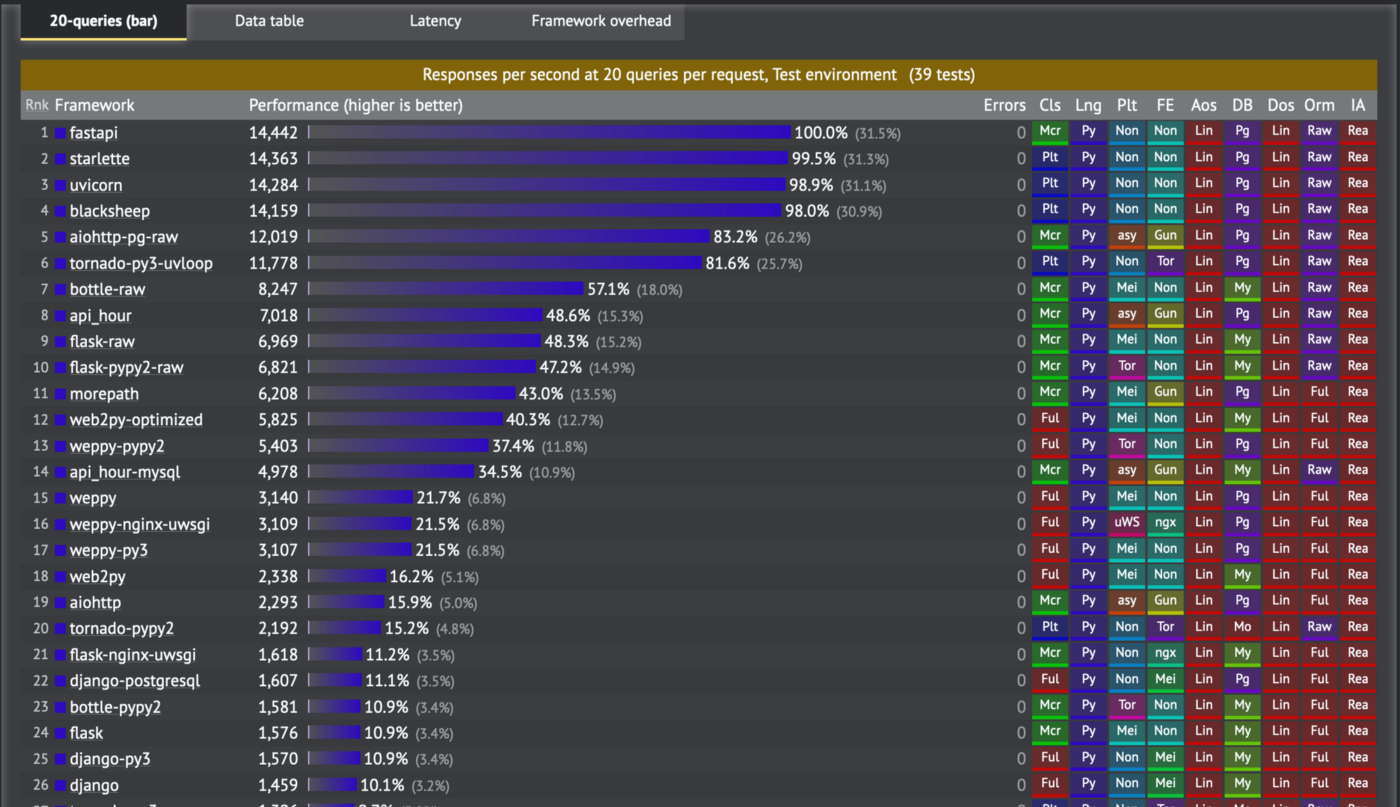 20-queries (bar) Data table Latency Framework overhead
Responses per second at 20 queries per request, Test environment (39 tests)
Rnk Framework Performance (higher is better) Errors Cls Lng Plt FE Aos DB Dos Orm IA
1 fastapi 14,442 100.0% (31.5%) 0 Mcr Py Non Non Lin Pg Lin Raw Rea
2 starlette 14,363 99.5% (31.3%) 0 Plt Py Non Non Lin Pg Lin Raw Rea
3 uvicorn 14,284 98.9% (31.1%) 0 Plt Py Non Non Lin Pg Lin Raw Rea
4 blacksheep 14,159 98.0% (30.9%) 0 Plt Py Non Non Lin Pg Lin Raw Rea
5 aiohttp-pg-raw 12,019 83.2% (26.2%) 0 Mcr Py asy Gun Lin Pg Lin Raw Rea
6 tornado-py3-uvloop 11,778 81.6% (25.7%) 0 Plt Py Non Tor Lin Pg Lin Raw Rea
7 bottle-raw 8,247 57.1% (18.0%) 0 Mcr Py Mei Non Lin My Lin Raw Rea
8 api_hour 7,018 48.6% (15.3%) 0 Mcr Py asy Gun Lin Pg Lin Raw Rea
9 flask-raw 6,969 48.3% (15.2%) 0 Mcr Py Mei Non Lin My Lin Raw Rea
10 flask-pypy2-raw 6,821 47.2% (14.9%) 0 Mcr Py Tor Non Lin My Lin Raw Rea
11 morepath 6,208 43.0% (13.5%) 0 Mcr Py Mei Gun Lin Pg Lin Ful Rea
12 web2py-optimized 5,825 40.3% (12.7%) 0 Ful Py Mei Non Lin My Lin Ful Rea
13 weppy-pypy2 5,403 37.4% (11.8%) 0 Ful Py Tor Non Lin Pg Lin Ful Rea
14 api_hour-mysql 4,978 34.5% (10.9%) 0 Mcr Py asy Gun Lin My Lin Raw Rea
15 weppy 3,140 21.7% (6.8%) 0 Ful Py Mei Non Lin Pg Lin Ful Rea
16 weppy-nginx-uwsgi 3,109 21.5% (6.8%) 0 Ful Py uWS ngx Lin Pg Lin Ful Rea
17 weppy-py3 3,107 21.5% (6.8%) 0 Ful Py Mei Non Lin Pg Lin Ful Rea
18 web2py 2,338 16.2% (5.1%) 0 Ful Py Mei Non Lin My Lin Ful Rea
19 aiohttp 2,293 15.9% (5.0%) 0 Mcr Py asy Gun Lin Pg Lin Ful Rea
20 tornado-pypy2 2,192 15.2% (4.8%) 0 Plt Py Non Tor Lin Mo Lin Raw Rea
21 flask-nginx-uwsgi 1,618 11.2% (3.5%) 0 Mcr Py Non ngx Lin My Lin Ful Rea
22 django-postgresql 1,607 11.1% (3.5%) 0 Ful Py Non Mei Lin Pg Lin Ful Rea
23 bottle-pypy2 1,581 10.9% (3.4%) 0 Mcr Py Tor Non Lin My Lin Ful Rea
24 flask 1,576 10.9% (3.4%) 0 Mcr Py Mei Non Lin My Lin Ful Rea
25 django-py3 1,570 10.9% (3.4%) 0 Ful Py Non Mei Lin My Lin Ful Rea
26 django 1,459 10.1% (3.2%) 0 Ful Py Non Mei Lin My Lin Ful Rea